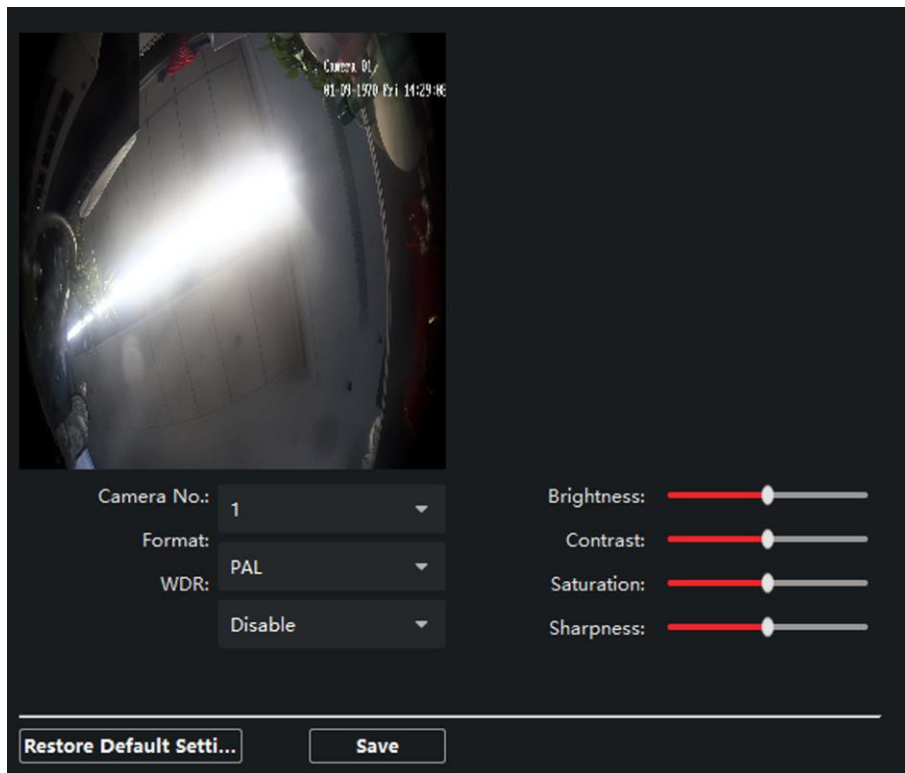 Camera 01
01-09-1970 Fri 14:29:0
Camera No.:
1
Format:
PAL
WDR:
Disable
Brightness:
Contrast:
Saturation:
Sharpness:
Restore Default Setti...
Save